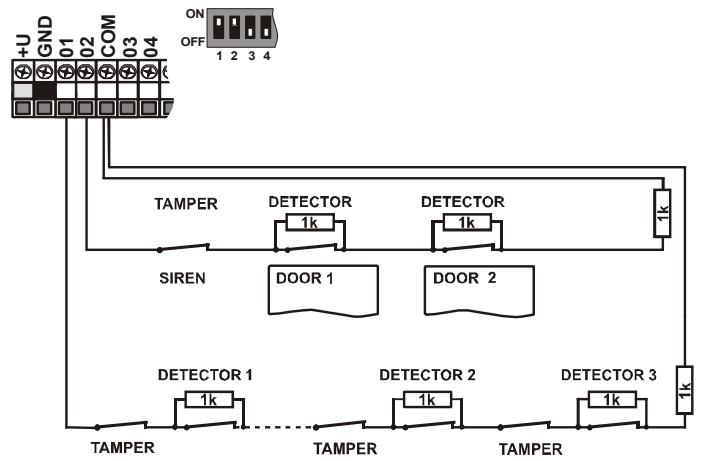 ON
OFF
1 2 3 4
+U GND 01 02 COM 03 04
TAMPER DETECTOR DETECTOR
1k 1k 1k
SIREN DOOR 1 DOOR 2
DETECTOR 1 DETECTOR 2 DETECTOR 3
1k 1k 1k 1k
TAMPER TAMPER TAMPER